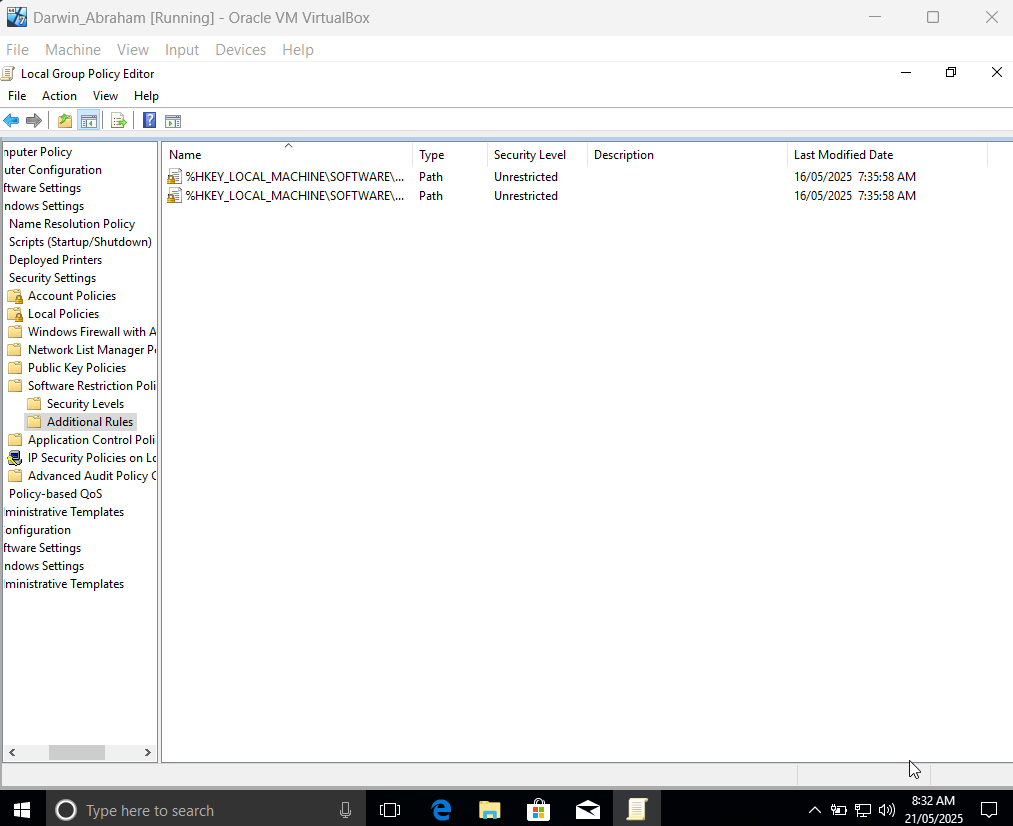 Darwin_Abraham [Running] - Oracle VM VirtualBox
File Machine View Input Devices Help
Local Group Policy Editor
File Action View Help
nputer Policy
uter Configuration
ftware Settings
ndows Settings
Name Resolution Policy
Scripts (Startup/Shutdown)
Deployed Printers
Security Settings
Account Policies
Local Policies
Windows Firewall with A
Network List Manager P
Public Key Policies
Software Restriction Poli
Security Levels
Additional Rules
Application Control Poli
IP Security Policies on Lo
Advanced Audit Policy C
Policy-based QoS
ministrative Templates
onfiguration
ftware Settings
ndows Settings
ministrative Templates
Name Type Security Level Description Last Modified Date
%HKEY_LOCAL_MACHINE\SOFTWARE\... Path Unrestricted 16/05/2025 7:35:58 AM
%HKEY_LOCAL_MACHINE\SOFTWARE\... Path Unrestricted 16/05/2025 7:35:58 AM
Type here to search
8:32 AM
21/05/2025